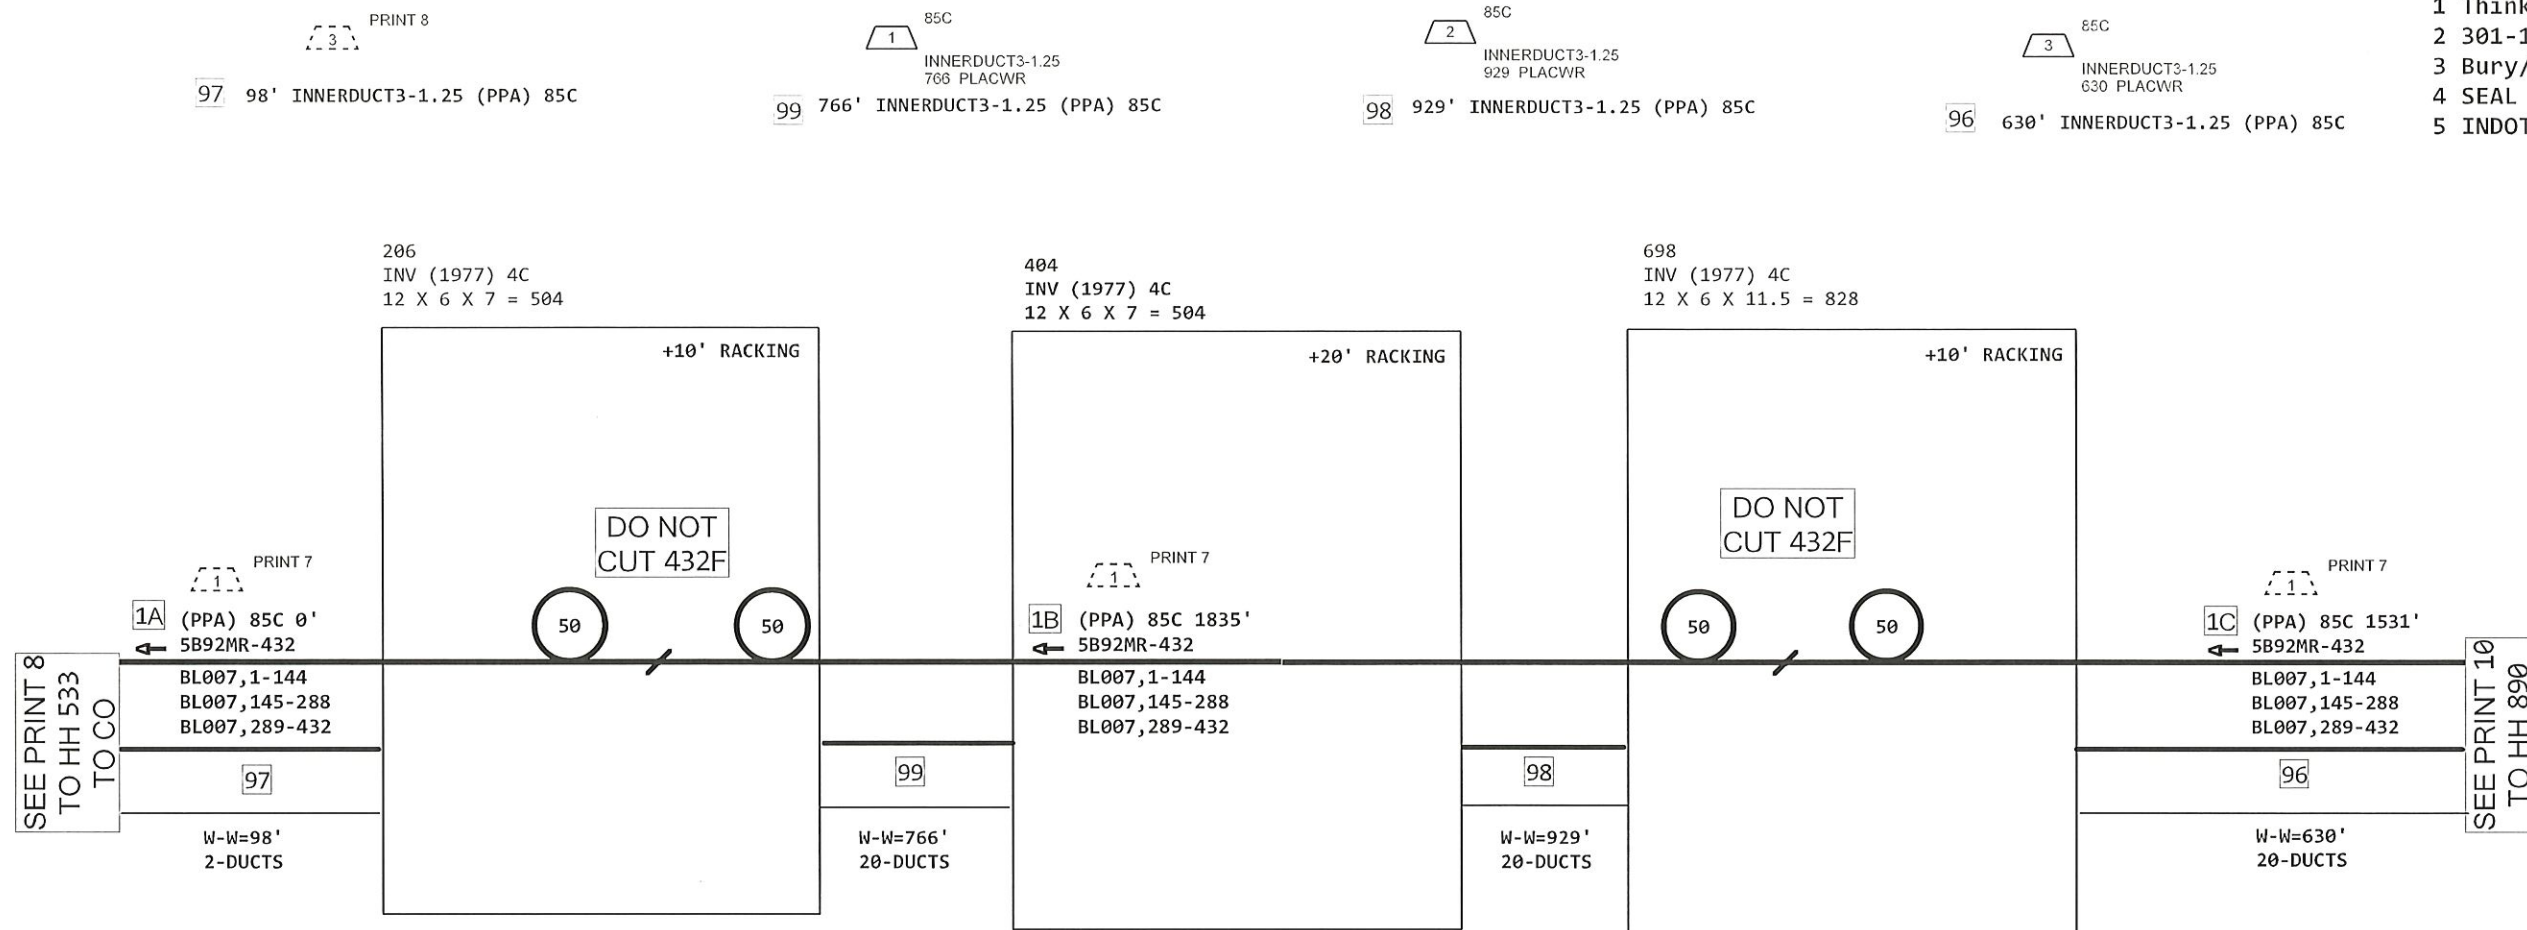 3
PRINT 8
97 98' INNERDUCT3-1.25 (PPA) 85C
1
85C
INNERDUCT3-1.25
766 PLACWR
99 766' INNERDUCT3-1.25 (PPA) 85C
2
85C
INNERDUCT3-1.25
929 PLACWR
98 929' INNERDUCT3-1.25 (PPA) 85C
3
85C
INNERDUCT3-1.25
630 PLACWR
96 630' INNERDUCT3-1.25 (PPA) 85C
1 Think
2 301-1
3 Bury/
4 SEAL
5 INDOT
206
INV (1977) 4C
12 X 6 X 7 = 504
+10' RACKING
404
INV (1977) 4C
12 X 6 X 7 = 504
+20' RACKING
698
INV (1977) 4C
12 X 6 X 11.5 = 828
+10' RACKING
SEE PRINT 8
TO HH 533
TO CO
1
PRINT 7
1A (PPA) 85C 0'
5B92MR-432
BL007,1-144
BL007,145-288
BL007,289-432
97
W-W=98'
2-DUCTS
DO NOT
CUT 432F
50
50
99
W-W=766'
20-DUCTS
1
PRINT 7
1B (PPA) 85C 1835'
5B92MR-432
BL007,1-144
BL007,145-288
BL007,289-432
98
W-W=929'
20-DUCTS
DO NOT
CUT 432F
50
50
1
PRINT 7
1C (PPA) 85C 1531'
5B92MR-432
BL007,1-144
BL007,145-288
BL007,289-432
96
W-W=630'
20-DUCTS
SEE PRINT 10
TO HH 890